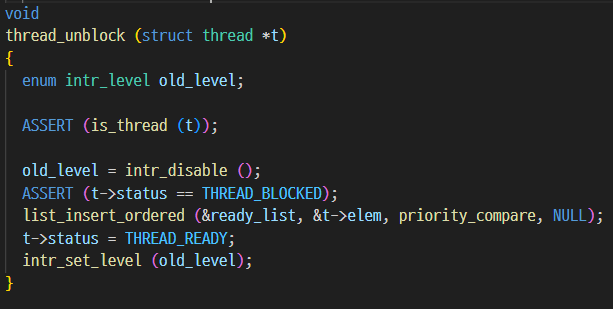 void
thread_unblock (struct thread *t)
{
  enum intr_level old_level;

  ASSERT (is_thread (t));

  old_level = intr_disable ();
  ASSERT (t->status == THREAD_BLOCKED);
  list_insert_ordered (&ready_list, &t->elem, priority_compare, NULL);
  t->status = THREAD_READY;
  intr_set_level (old_level);
}